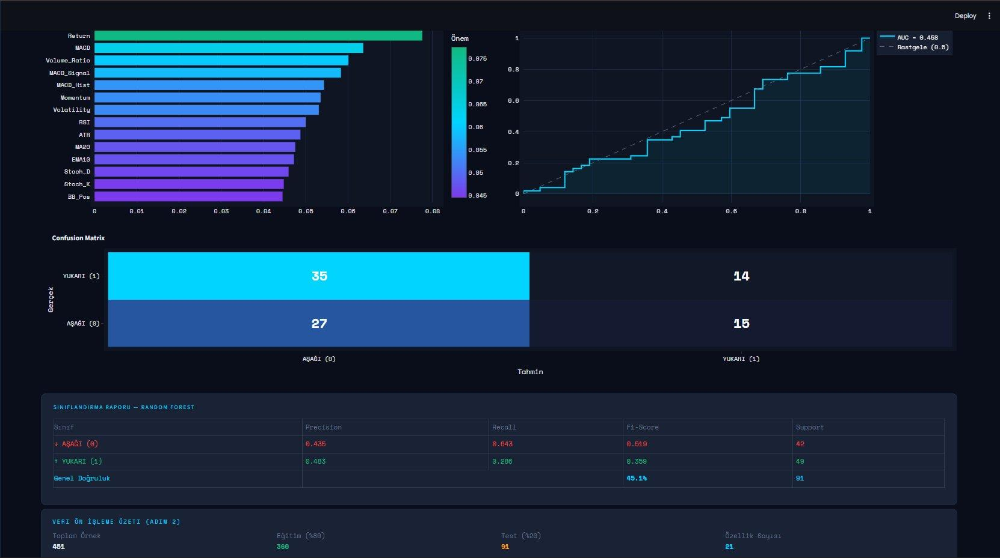 Deploy
Return
MACD
Volume_Ratio
MACD_Signal
MACD_Hist
Momentum
Volatility
RSI
ATR
MA20
EMA10
Stoch_D
Stoch_K
BB_Pos
0 0.01 0.02 0.03 0.04 0.05 0.06 0.07 0.08
Önem
0.075
0.07
0.065
0.06
0.055
0.05
0.045
1
0.8
0.6
0.4
0.2
0
0 0.2 0.4 0.6 0.8 1
AUC = 0.458
Rastgele (0.5)
Confusion Matrix
Gerçek
YUKARI (1) 35 14
AŞAĞI (0) 27 15
AŞAĞI (0) YUKARI (1)
Tahmin
SINIFLANDIRMA RAPORU — RANDOM FOREST
Sınıf Precision Recall F1-Score Support
↓ AŞAĞI (0) 0.435 0.643 0.519 42
↑ YUKARI (1) 0.483 0.286 0.359 49
Genel Doğruluk 45.1% 91
VERI ÖN İŞLEME ÖZETI (ADIM 2)
Toplam Örnek Eğitim (%80) Test (%20) Özellik Sayısı
451 360 91 21